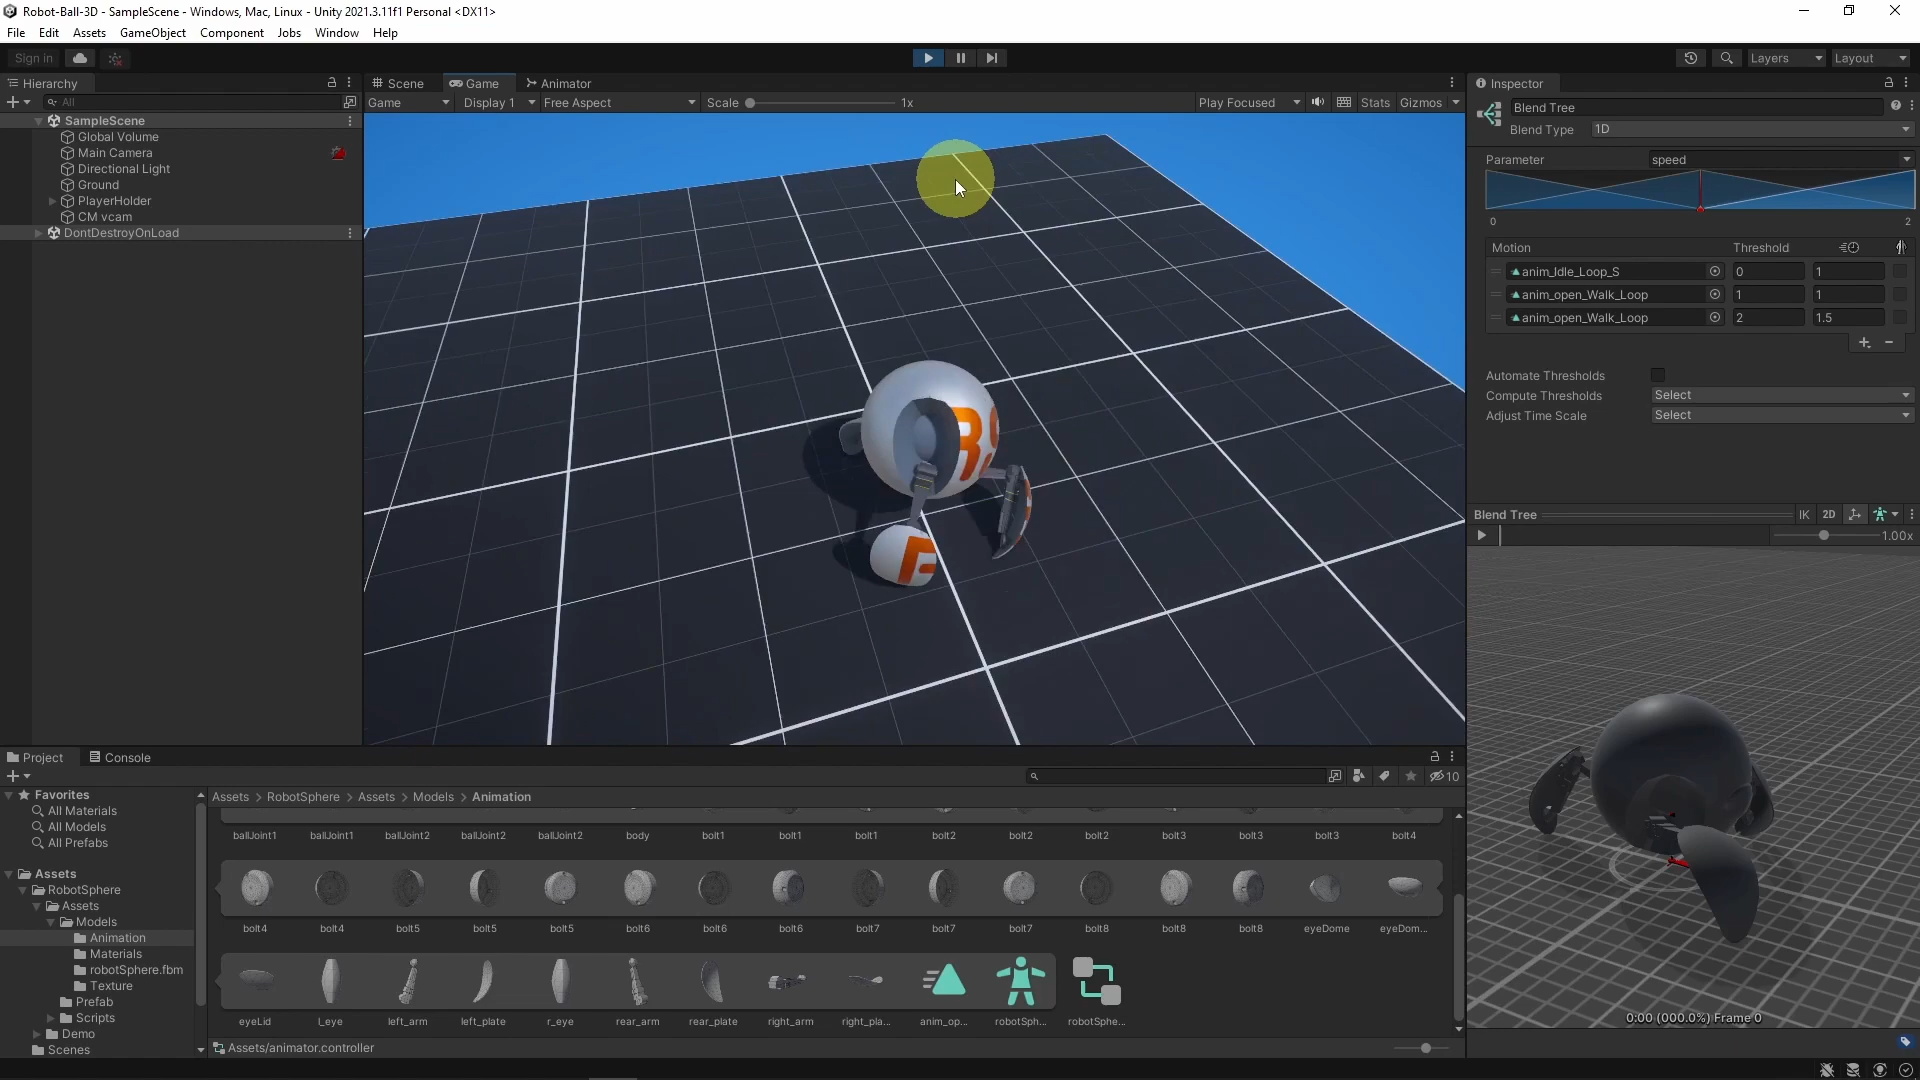 Robot-Ball-3D - SampleScene - Windows, Mac, Linux - Unity 2021.3.11f1 Personal <DX11>
File Edit Assets GameObject Component Jobs Window Help
Sign in
Layers Layout
Hierarchy
All
SampleScene
Global Volume
Main Camera
Directional Light
Ground
PlayerHolder
CM vcam
DontDestroyOnLoad
Scene Game Animator
Game Display 1 Free Aspect Scale 1x Play Focused Stats Gizmos
R
F
Inspector
Blend Tree
Blend Type 1D
Parameter speed
0 2
Motion Threshold
anim_Idle_Loop_S 0 1
anim_open_Walk_Loop 1 1
anim_open_Walk_Loop 2 1.5
Automate Thresholds
Compute Thresholds Select
Adjust Time Scale Select
Blend Tree IK 2D
1.00x
0:00 (000.0%) Frame 0
Project Console
10
Favorites
All Materials
All Models
All Prefabs
Assets
RobotSphere
Assets
Models
Animation
Materials
robotSphere.fbm
Texture
Prefab
Scripts
Demo
Scenes
Assets > RobotSphere > Assets > Models > Animation
ballJoint1 ballJoint1 ballJoint2 ballJoint2 ballJoint2 body bolt1 bolt1 bolt1 bolt2 bolt2 bolt2 bolt3 bolt3 bolt3 bolt4
bolt4 bolt4 bolt5 bolt5 bolt5 bolt6 bolt6 bolt6 bolt7 bolt7 bolt7 bolt8 bolt8 bolt8 eyeDome eyeDom...
eyeLid l_eye left_arm left_plate r_eye rear_arm rear_plate right_arm right_pla... anim_op... robotSph... robotSphe...
Assets/animator.controller